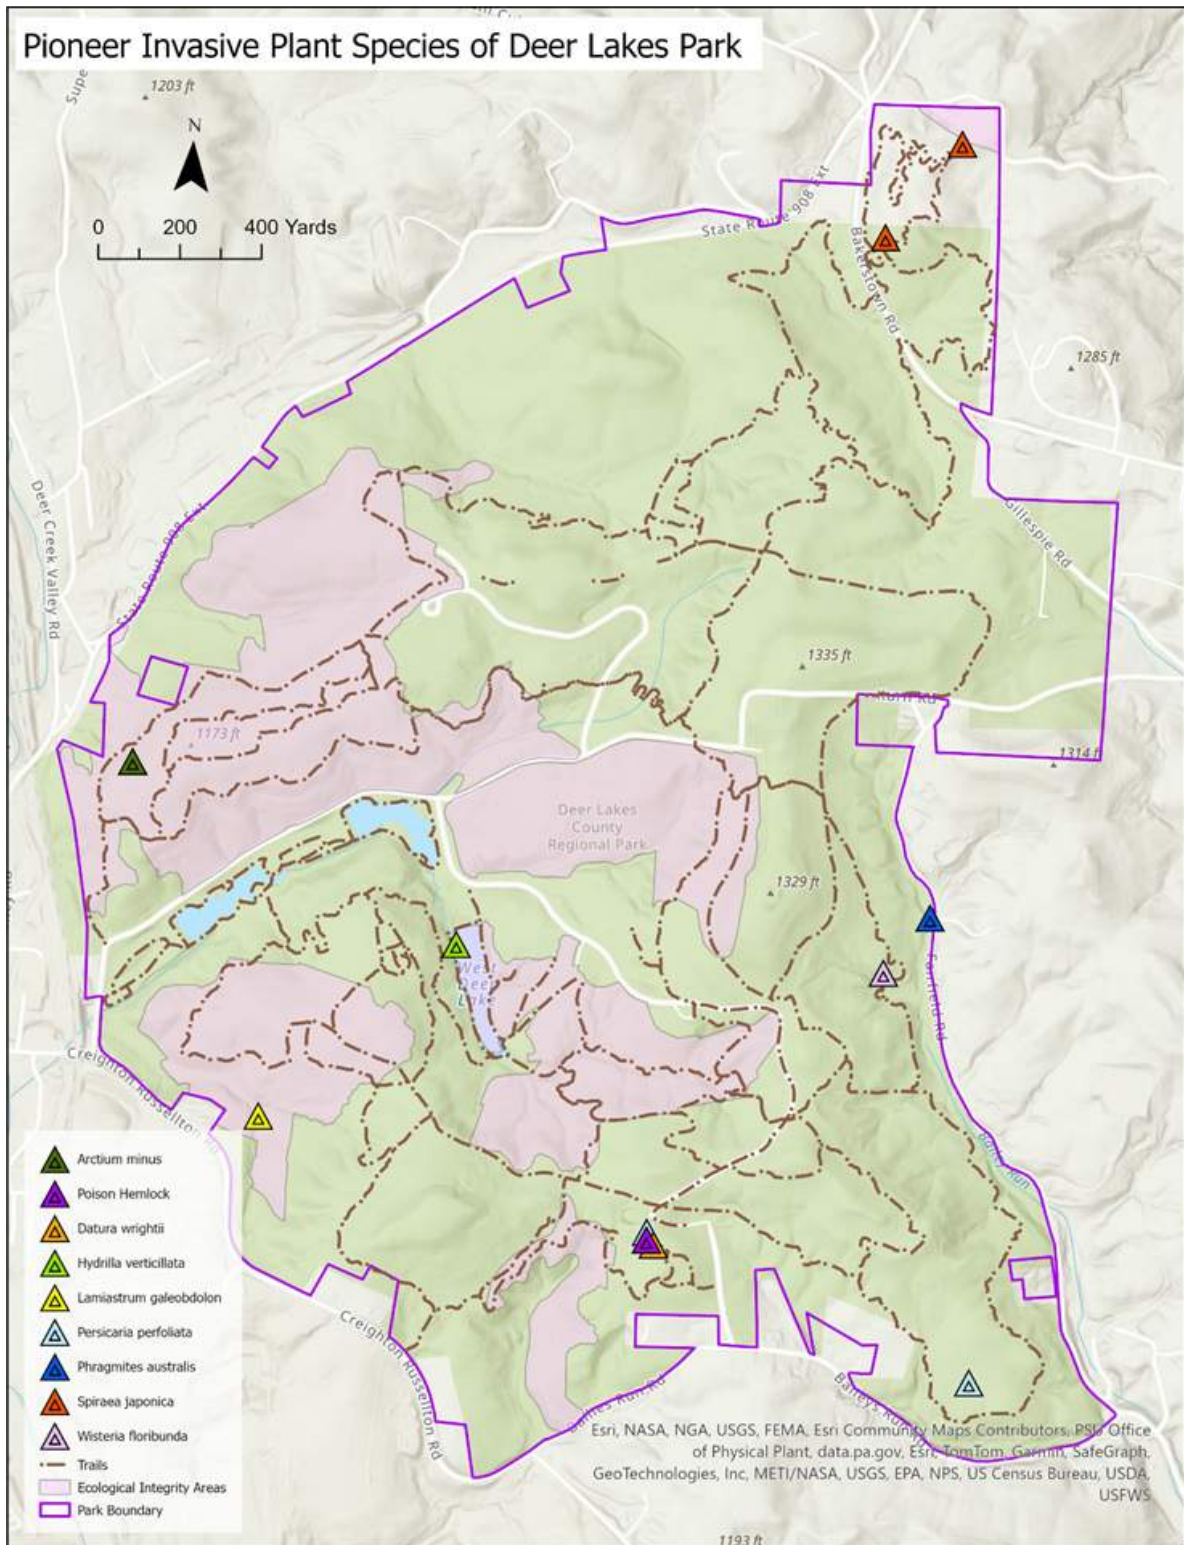 Pioneer Invasive Plant Species of Deer Lakes Park
1203 ft
N
0 200 400 Yards
State Route 908 Ext
Bakerstown Rd
1285 ft
Deer Creek Valley Rd
State Route 908 Ext
Gillespie Rd
1335 ft
1173 ft
1314 ft
Deer Lakes
County
Regional Park
1329 ft
West
Deer
Lake
Fairfield Rd
Creighton Russellton
Bailey Run
Arctium minus
Poison Hemlock
Datura wrightii
Hydrilla verticillata
Lamiastrum galeobdolon
Persicaria perfoliata
Phragmites australis
Spiraea japonica
Wisteria floribunda
Trails
Ecological Integrity Areas
Park Boundary
Creighton Russellton Rd
Bailies Run Rd
Baileys Run Rd
Esri, NASA, NGA, USGS, FEMA, Esri Community Maps Contributors, PSU Office
of Physical Plant, data.pa.gov, Esri, TomTom, Garmin, SafeGraph,
GeoTechnologies, Inc, METI/NASA, USGS, EPA, NPS, US Census Bureau, USDA,
USFWS
1193 ft